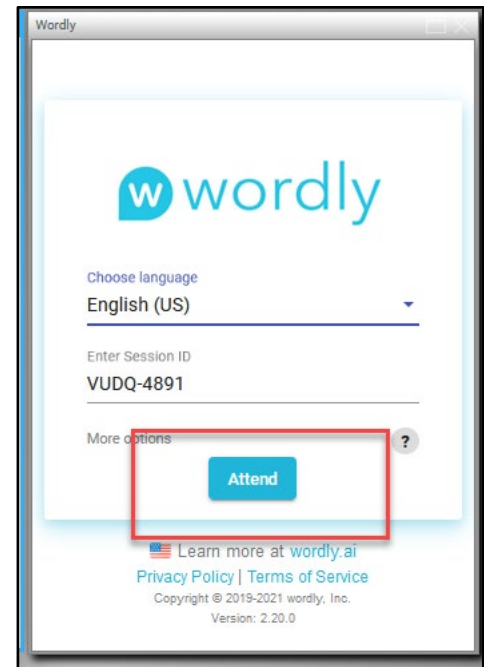 Wordly
w wordly
Choose language
English (US)
Enter Session ID
VUDQ-4891
More options ?
Attend
Learn more at wordly.ai
Privacy Policy | Terms of Service
Copyright © 2019-2021 wordly, Inc.
Version: 2.20.0